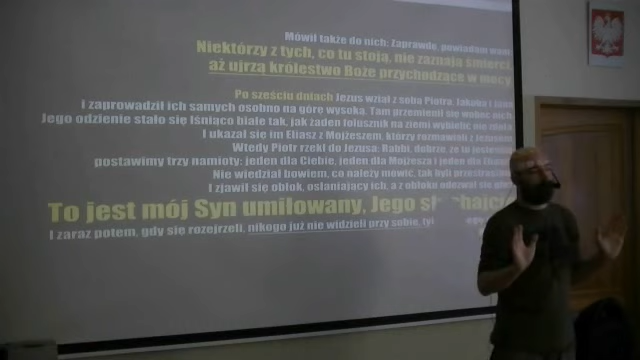 Mówił także do nich: Zaprawdę, powiadam wam
Niektórzy z tych, co tu stoją, nie zaznają śmierci,
aż ujrzą królestwo Boże przychodzące w mocy
Po sześciu dniach Jezus wziął z sobą Piotra, Jakuba i Jana
i zaprowadził ich samych osobno na górę wysoką. Tam przemienił się wobec nich.
Jego odzienie stało się lśniąco białe tak, jak żaden folusznik na ziemi wybielić nie zdoła
I ukazał się im Eliasz z Mojżeszem, którzy rozmawiali z Jezusem
Wtedy Piotr rzekł do Jezusa: Rabbi, dobrze, że tu jesteśmy
postawimy trzy namioty: jeden dla Ciebie, jeden dla Mojżesza i jeden dla Eliasza
Nie wiedział bowiem, co należy mówić, tak byli przestraszeni
I zjawił się obłok, osłaniający ich, a z obłoku odezwał się
To jest mój Syn umiłowany, Jego
I zaraz potem, gdy się rozejrzeli, nikogo już nie widzieli przy sobie,